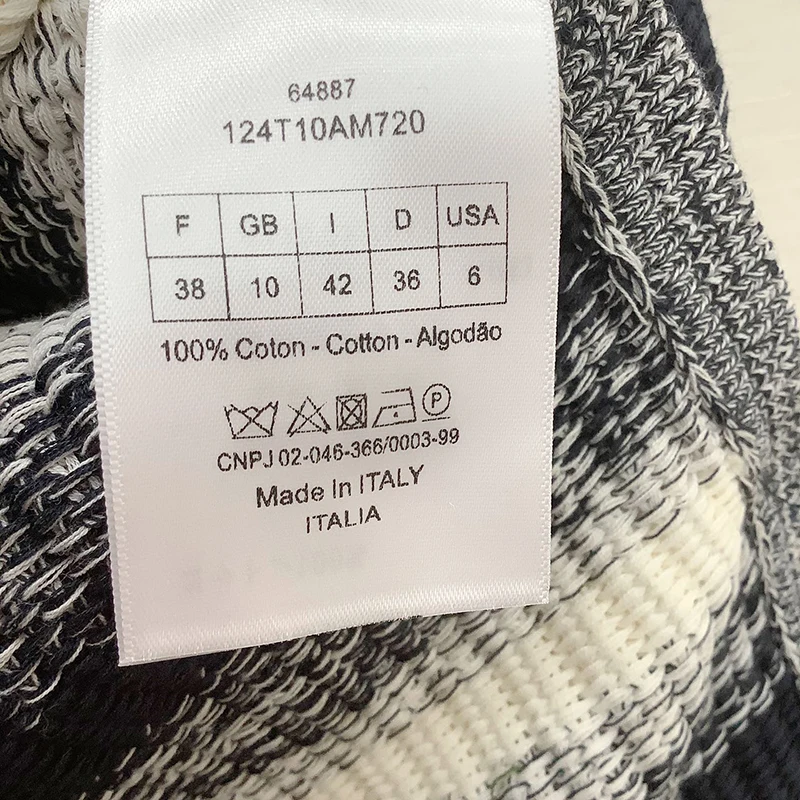 64887
124T10AM720
F GB I D USA
38 10 42 36 6
100% Coton - Cotton - Algodão
P
CNPJ 02-046-366/0003-99
Made In ITALY
ITALIA